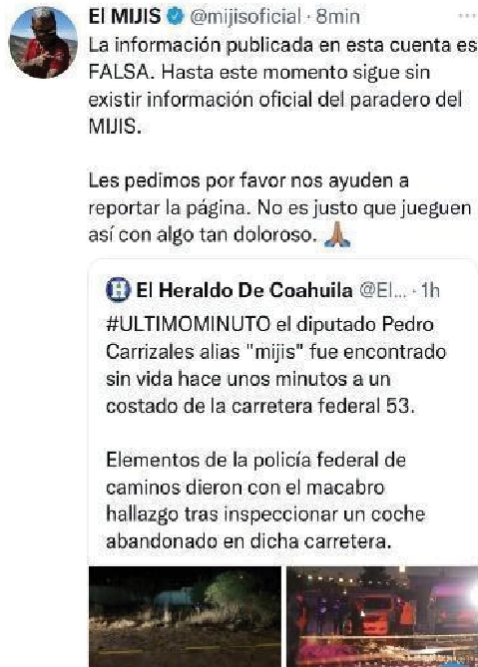 El MIJIS @mijisoficial · 8min
La información publicada en esta cuenta es
FALSA. Hasta este momento sigue sin
existir información oficial del paradero del
MIJIS.
Les pedimos por favor nos ayuden a
reportar la página. No es justo que jueguen
así con algo tan doloroso.
H El Heraldo De Coahuila @El... · 1h
#ULTIMOMINUTO el diputado Pedro
Carrizales alias "mijis" fue encontrado
sin vida hace unos minutos a un
costado de la carretera federal 53.
Elementos de la policía federal de
caminos dieron con el macabro
hallazgo tras inspeccionar un coche
abandonado en dicha carretera.